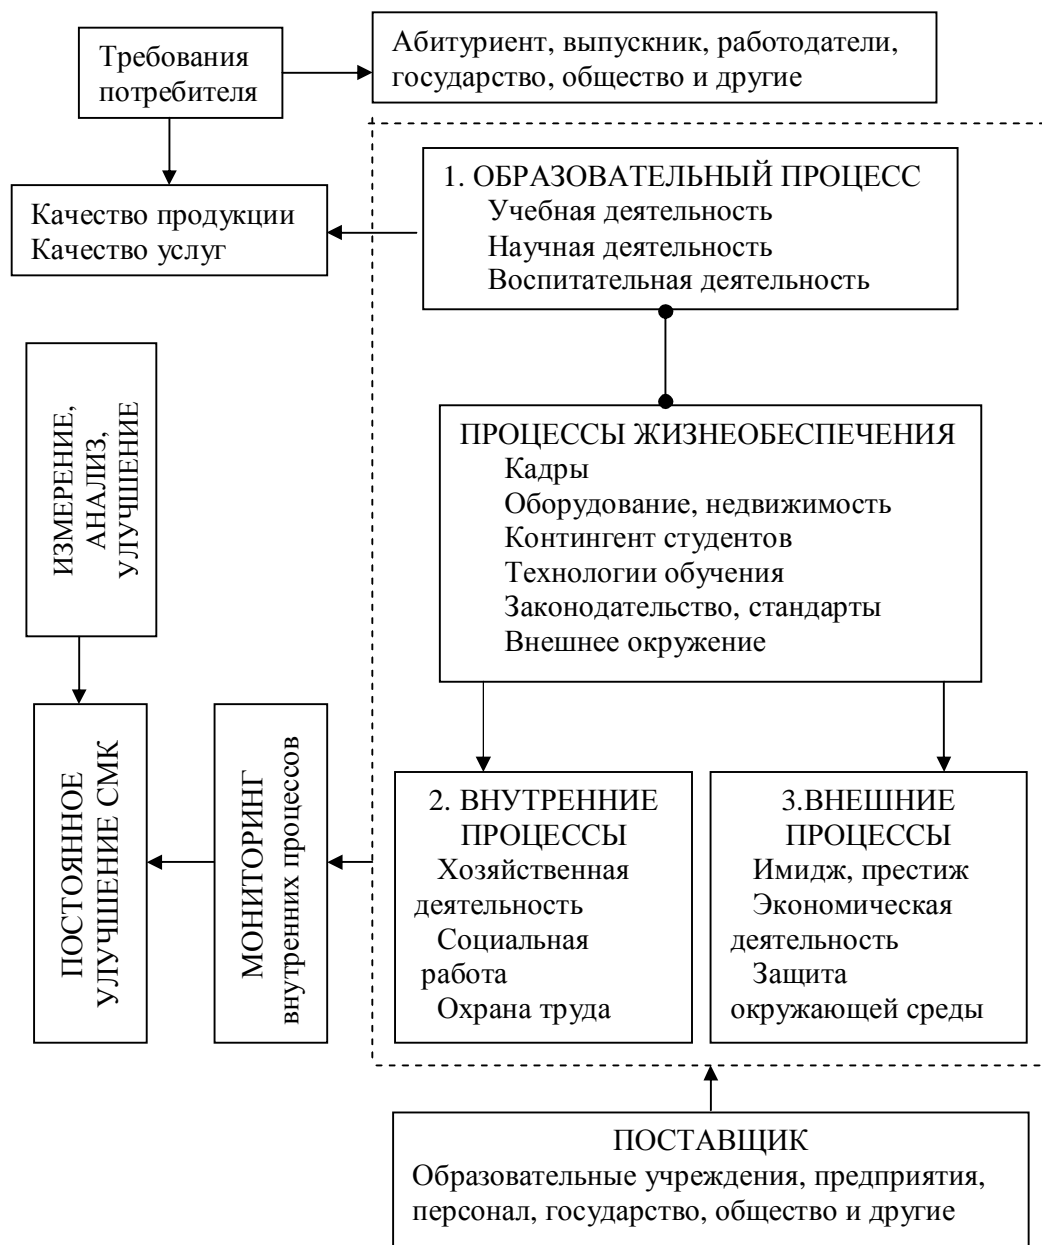 Требования
потребителя
Абитуриент, выпускник, работодатели,
государство, общество и другие
1. ОБРАЗОВАТЕЛЬНЫЙ ПРОЦЕСС
Учебная деятельность
Научная деятельность
Воспитательная деятельность
Качество продукции
Качество услуг
ИЗМЕРЕНИЕ,
АНАЛИЗ,
УЛУЧШЕНИЕ
ПРОЦЕССЫ ЖИЗНЕОБЕСПЕЧЕНИЯ
Кадры
Оборудование, недвижимость
Контингент студентов
Технологии обучения
Законодательство, стандарты
Внешнее окружение
ПОСТОЯННОЕ
УЛУЧШЕНИЕ СМК
МОНИТОРИНГ
внутренних процессов
2. ВНУТРЕННИЕ
ПРОЦЕССЫ
Хозяйственная
деятельность
Социальная
работа
Охрана труда
3.ВНЕШНИЕ
ПРОЦЕССЫ
Имидж, престиж
Экономическая
деятельность
Защита
окружающей среды
ПОСТАВЩИК
Образовательные учреждения, предприятия,
персонал, государство, общество и другие